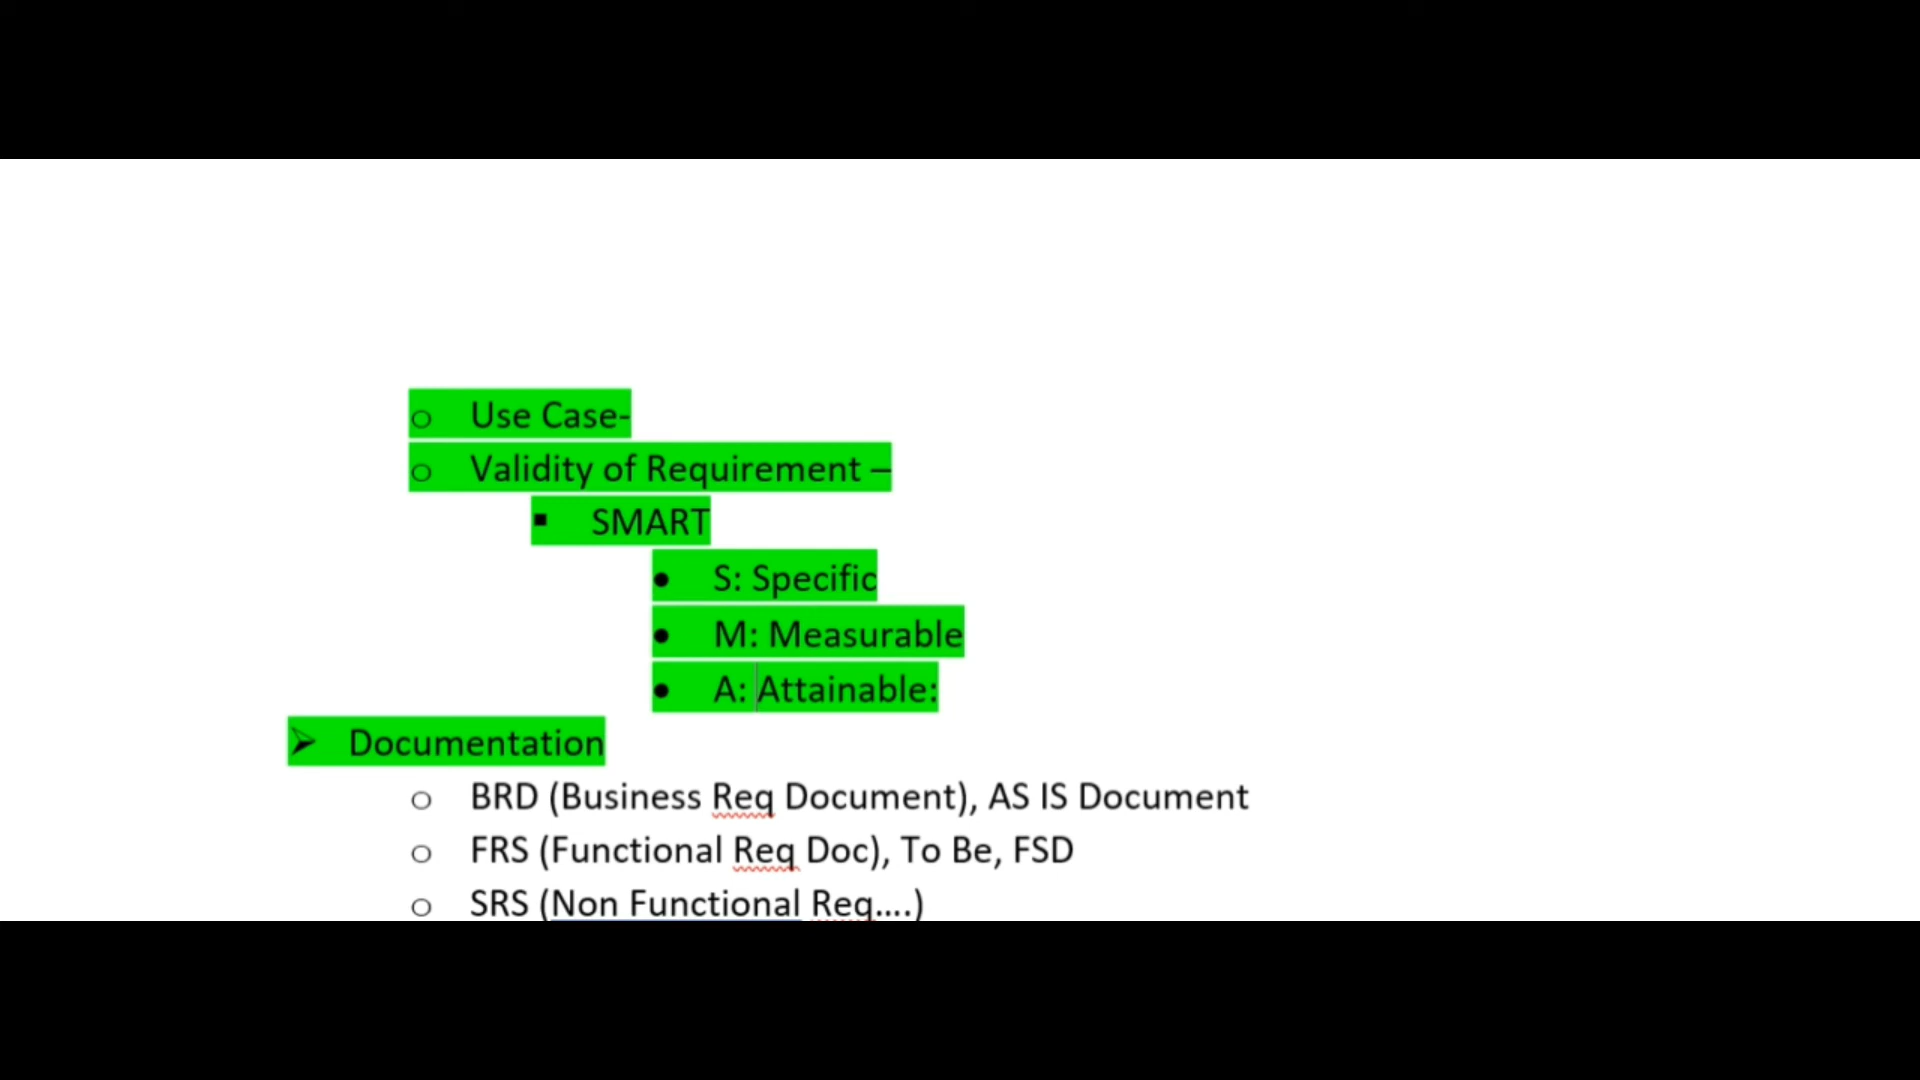 Use Case-
Validity of Requirement –
SMART
S: Specific
M: Measurable
A: Attainable:
Documentation
BRD (Business Req Document), AS IS Document
FRS (Functional Req Doc), To Be, FSD
SRS (Non Functional Req....)